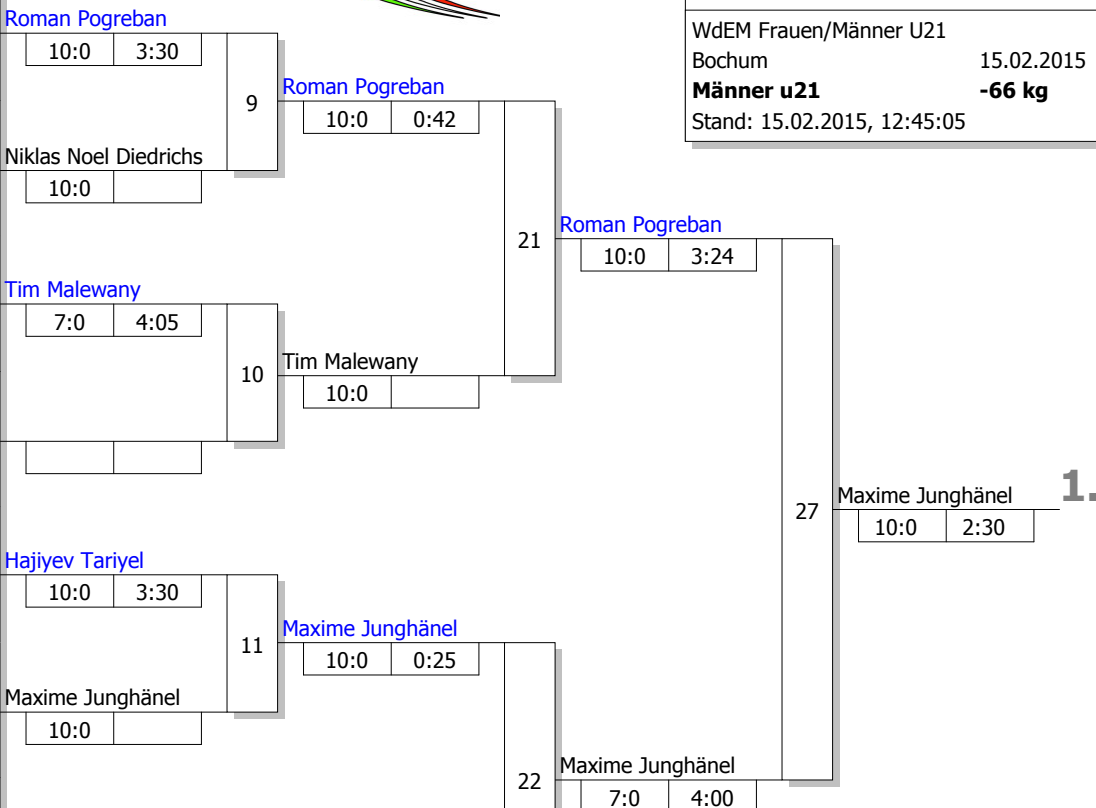 WdEM Frauen/Männer U21
Bochum 15.02.2015
Männer u21 -66 kg
Stand: 15.02.2015, 12:45:05
Roman Pogreban
10:0 3:30
9
Roman Pogreban
10:0 0:42
Niklas Noel Diedrichs
10:0
21
Roman Pogreban
10:0 3:24
Tim Malewany
7:0 4:05
10
Tim Malewany
10:0
27
Maxime Junghänel 1.
10:0 2:30
Hajiyev Tariyel
10:0 3:30
11
Maxime Junghänel
10:0 0:25
Maxime Junghänel
10:0
22
Maxime Junghänel
7:0 4:00